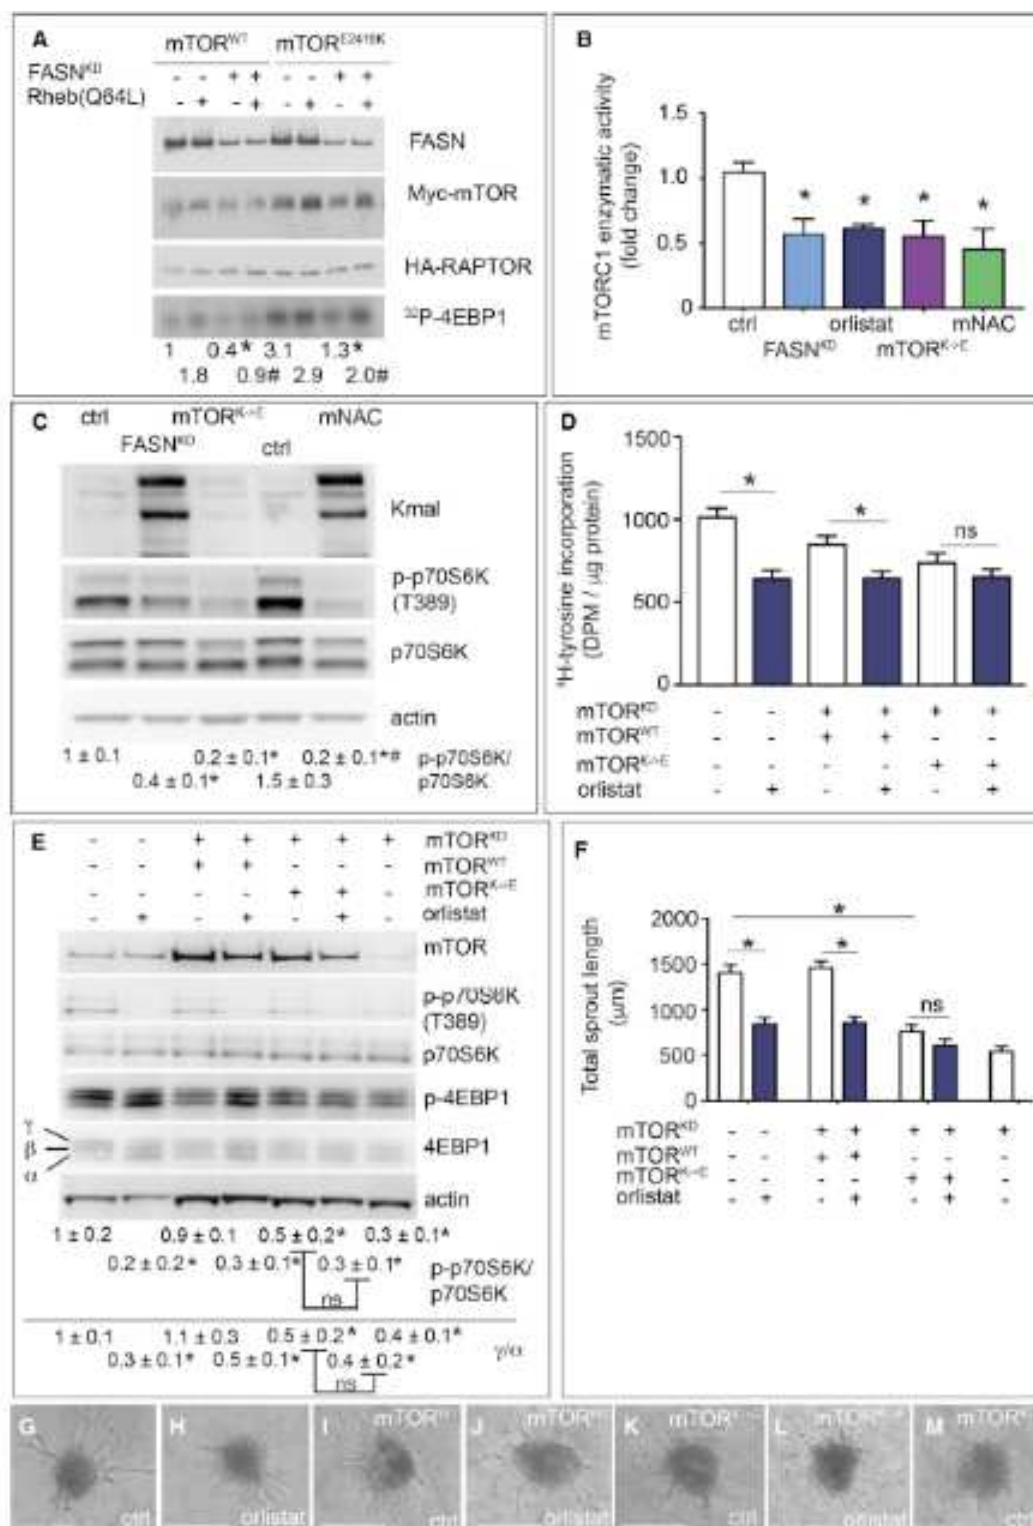 A
mTOR^WT mTOR^E2419K
FASN^KD - - + + - - + +
Rheb(Q64L) - + - + - + - +
FASN
Myc-mTOR
HA-RAPTOR
³²P-4EBP1
1 0.4* 3.1 1.3*
1.8 0.9# 2.9 2.0#
B
mTORC1 enzymatic activity
(fold change)
1.5
1.0
0.5
0
* * * *
ctrl orlistat mNAC
FASN^KD mTOR^K->E
C
ctrl mTOR^K->E mNAC
FASN^KD ctrl
Kmal
p-p70S6K
(T389)
p70S6K
actin
1 ± 0.1 0.2 ± 0.1* 0.2 ± 0.1*# p-p70S6K/
0.4 ± 0.1* 1.5 ± 0.3 p70S6K
D
H-tyrosine incorporation
(DPM / µg protein)
1500
1000
500
0
* * ns
mTOR^KD - - + + + +
mTOR^WT - - + + - -
mTOR^K->E - - - - + +
orlistat - + - + - +
E
- - + + + + + mTOR^KD
- - + + - - - mTOR^WT
- - - - + + - mTOR^K->E
- + - + - + - orlistat
mTOR
p-p70S6K
(T389)
p70S6K
p-4EBP1
γ
β
α
4EBP1
actin
1 ± 0.2 0.9 ± 0.1 0.5 ± 0.2* 0.3 ± 0.1*
0.2 ± 0.2* 0.3 ± 0.1* 0.3 ± 0.1* p-p70S6K/
p70S6K
ns
1 ± 0.1 1.1 ± 0.3 0.5 ± 0.2* 0.4 ± 0.1*
γ/α
0.3 ± 0.1* 0.5 ± 0.1* 0.4 ± 0.2*
ns
F
Total sprout length
(µm)
2000
1500
1000
500
0
*
* * ns
mTOR^KD - - + + + + +
mTOR^WT - - + + - - -
mTOR^K->E - - - - + + -
orlistat - + - + - + -
G H I J K L M
mTOR mTOR mTOR mTOR mTOR
ctrl orlistat ctrl orlistat ctrl orlistat